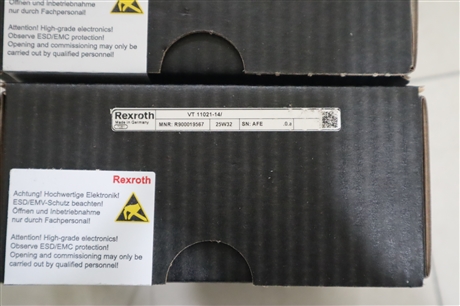 und in Inbetriebnahme
nur durch Fachpersonal!
Attention! High-grade electronics!
Observe ESD/EMC protection!
Opening and commissioning may only be
carried out by qualified personnel!
Rexroth
Made in Germany
VT 11021-14/
MNR: R900019567
25W32
SN: AFE
Rexroth
Achtung! Hochwertige Elektronik!
ESD/EMV-Schutz beachten!
Öffnen und Inbetriebnahme
nur durch Fachpersonal!
Attention! High-grade electronics!
Observe ESD/EMC protection!
Opening and commissioning may only be
carried out by qualified personnel!